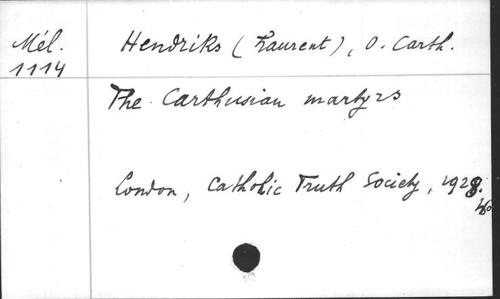 Mél. Hendriks (Laurent), O. Carth.
1114
The Carthusian martyrs
London, Catholic Truth Society, 1928.